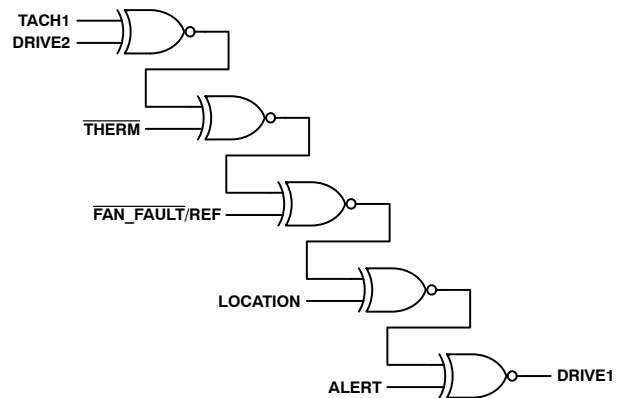 TACH1
DRIVE2
THERM
FAN_FAULT/REF
LOCATION
ALERT
DRIVE1